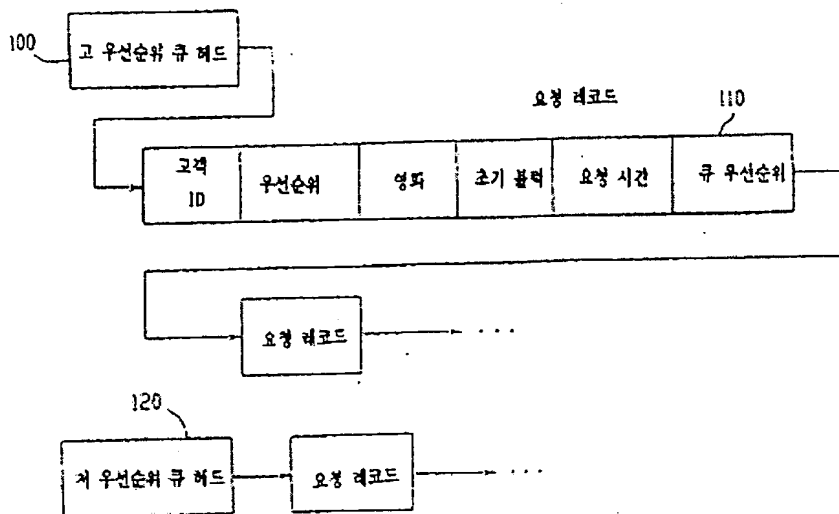 100
고 우선순위 큐 헤드
요청 레코드
110
고객
ID
우선순위
영화
초기 블럭
요청 시간
큐 우선순위
요청 레코드
...
120
저 우선순위 큐 헤드
요청 레코드
...